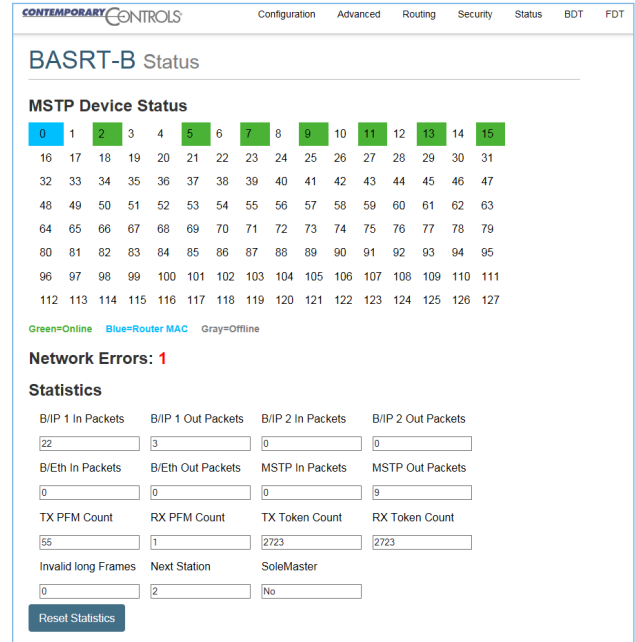 CONTEMPORARY CONTROLS Configuration Advanced Routing Security Status BDT FDT
BASRT-B Status
MSTP Device Status
0 1 2 3 4 5 6 7 8 9 10 11 12 13 14 15
16 17 18 19 20 21 22 23 24 25 26 27 28 29 30 31
32 33 34 35 36 37 38 39 40 41 42 43 44 45 46 47
48 49 50 51 52 53 54 55 56 57 58 59 60 61 62 63
64 65 66 67 68 69 70 71 72 73 74 75 76 77 78 79
80 81 82 83 84 85 86 87 88 89 90 91 92 93 94 95
96 97 98 99 100 101 102 103 104 105 106 107 108 109 110 111
112 113 114 115 116 117 118 119 120 121 122 123 124 125 126 127
Green=Online Blue=Router MAC Gray=Offline
Network Errors: 1
Statistics
B/IP 1 In Packets B/IP 1 Out Packets B/IP 2 In Packets B/IP 2 Out Packets
22 3 0 0
B/Eth In Packets B/Eth Out Packets MSTP In Packets MSTP Out Packets
0 0 0 9
TX PFM Count RX PFM Count TX Token Count RX Token Count
55 1 2723 2723
Invalid long Frames Next Station SoleMaster
0 2 No
Reset Statistics